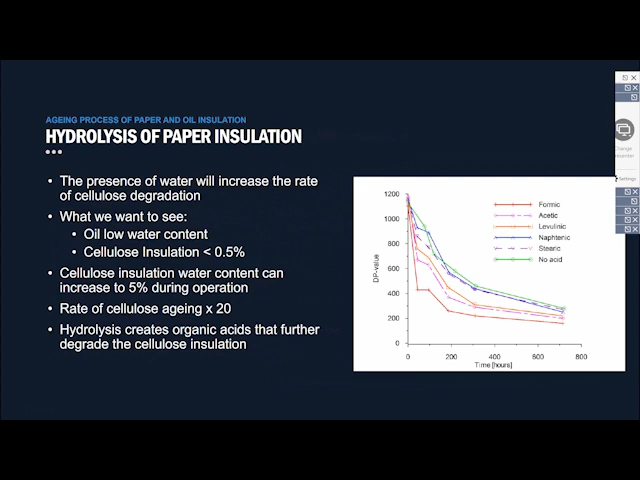 AGEING PROCESS OF PAPER AND OIL INSULATION
HYDROLYSIS OF PAPER INSULATION
• The presence of water will increase the rate
of cellulose degradation
• What we want to see:
• Oil low water content
• Cellulose Insulation < 0.5%
• Cellulose insulation water content can
increase to 5% during operation
• Rate of cellulose ageing x 20
• Hydrolysis creates organic acids that further
degrade the cellulose insulation
1200
1000
800
600
400
200
0
DP-value
0
200
400
600
800
Time [hours]
Formic
Acetic
Levulinic
Naphtenic
Stearic
No acid
Change
Settings